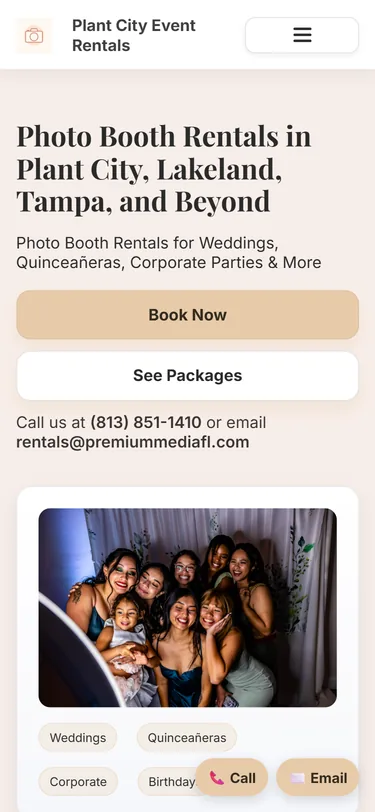 Plant City Event
Rentals
Photo Booth Rentals in
Plant City, Lakeland,
Tampa, and Beyond
Photo Booth Rentals for Weddings,
Quinceañeras, Corporate Parties & More
Book Now
See Packages
Call us at (813) 851-1410 or email
rentals@premiummediafl.com
Weddings
Quinceañeras
Corporate
Birthday
Call
Email